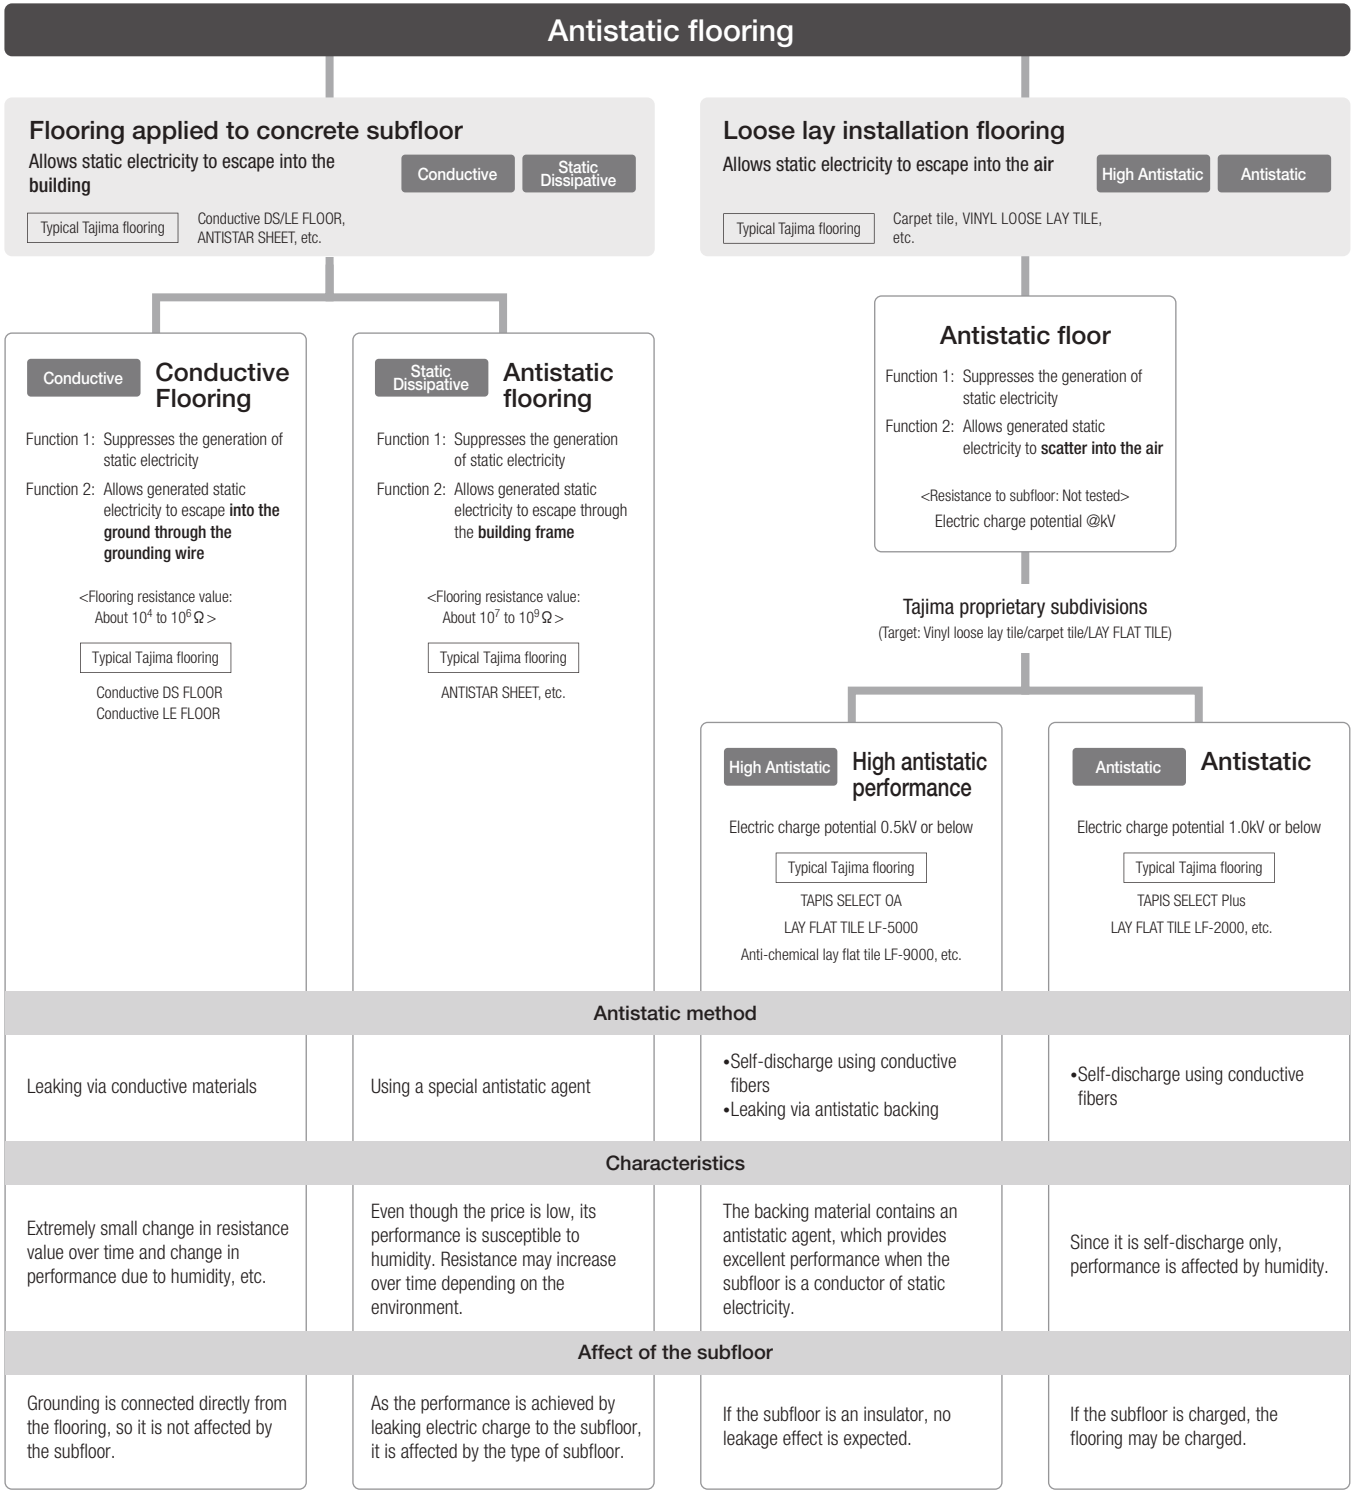 Antistatic flooring
Flooring applied to concrete subfloor
Allows static electricity to escape into the
building
Conductive
Static
Dissipative
Typical Tajima flooring
Conductive DS/LE FLOOR,
ANTISTAR SHEET, etc.
Loose lay installation flooring
Allows static electricity to escape into the air
High Antistatic
Antistatic
Typical Tajima flooring
Carpet tile, VINYL LOOSE LAY TILE,
etc.
Conductive
Conductive
Flooring
Function 1: Suppresses the generation of
static electricity
Function 2: Allows generated static
electricity to escape into the
ground through the
grounding wire
<Flooring resistance value:
About 10⁴ to 10⁶ Ω>
Typical Tajima flooring
Conductive DS FLOOR
Conductive LE FLOOR
Static
Dissipative
Antistatic
flooring
Function 1: Suppresses the generation
of static electricity
Function 2: Allows generated static
electricity to escape through
the building frame
<Flooring resistance value:
About 10⁷ to 10⁹ Ω>
Typical Tajima flooring
ANTISTAR SHEET, etc.
Antistatic floor
Function 1: Suppresses the generation of
static electricity
Function 2: Allows generated static
electricity to scatter into the air
<Resistance to subfloor: Not tested>
Electric charge potential @kV
Tajima proprietary subdivisions
(Target: Vinyl loose lay tile/carpet tile/LAY FLAT TILE)
High Antistatic
High antistatic
performance
Electric charge potential 0.5kV or below
Typical Tajima flooring
TAPIS SELECT OA
LAY FLAT TILE LF-5000
Anti-chemical lay flat tile LF-9000, etc.
Antistatic
Antistatic
Electric charge potential 1.0kV or below
Typical Tajima flooring
TAPIS SELECT Plus
LAY FLAT TILE LF-2000, etc.
Antistatic method
Leaking via conductive materials
Using a special antistatic agent
•Self-discharge using conductive
fibers
•Leaking via antistatic backing
•Self-discharge using conductive
fibers
Characteristics
Extremely small change in resistance
value over time and change in
performance due to humidity, etc.
Even though the price is low, its
performance is susceptible to
humidity. Resistance may increase
over time depending on the
environment.
The backing material contains an
antistatic agent, which provides
excellent performance when the
subfloor is a conductor of static
electricity.
Since it is self-discharge only,
performance is affected by humidity.
Affect of the subfloor
Grounding is connected directly from
the flooring, so it is not affected by
the subfloor.
As the performance is achieved by
leaking electric charge to the subfloor,
it is affected by the type of subfloor.
If the subfloor is an insulator, no
leakage effect is expected.
If the subfloor is charged, the
flooring may be charged.